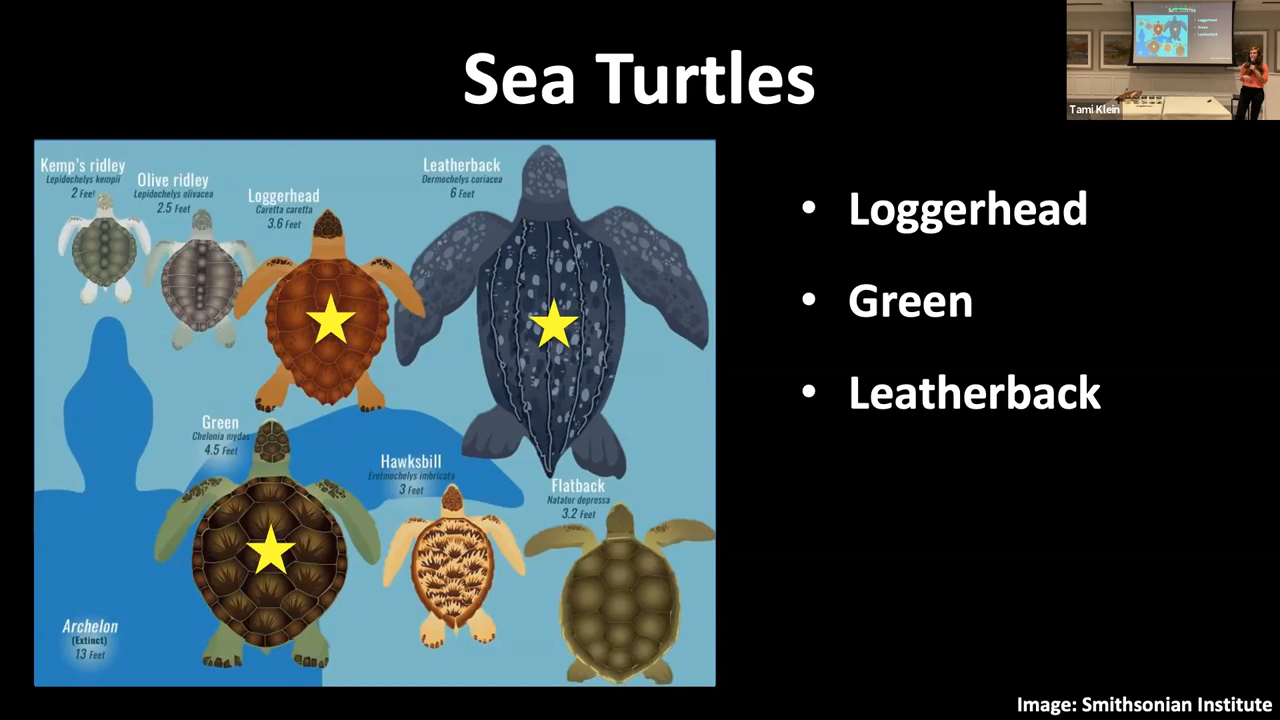 Sea Turtles
Tami Klein
Kemp's ridley
Lepidochelys kempii
2 Feet
Olive ridley
Lepidochelys olivacea
2.5 Feet
Loggerhead
Caretta caretta
3.6 Feet
Leatherback
Dermochelys coriacea
6 Feet
Green
Chelonia mydas
4.5 Feet
Hawksbill
Eretmochelys imbricata
3 Feet
Flatback
Natator depressa
3.2 Feet
Archelon
(Extinct)
13 Feet
• Loggerhead
• Green
• Leatherback
Image: Smithsonian Institute